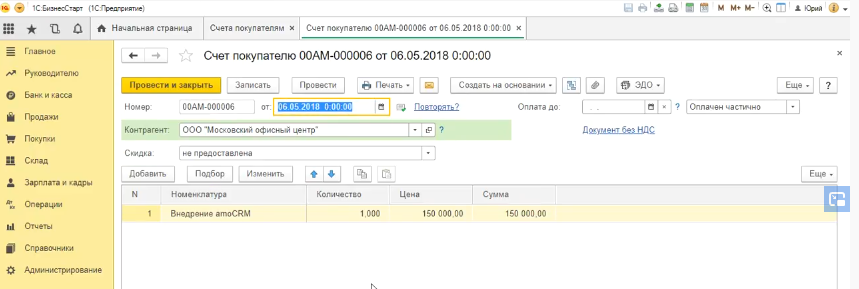 1С:БизнесСтарт (1С:Предприятие)
M M+ M- Юрий
Начальная страница Счета покупателям × Счет покупателю 00АМ-000006 от 06.05.2018 0:00:00 ×
Главное
Руководителю
Банк и касса
Продажи
Покупки
Склад
Зарплата и кадры
Операции
Отчеты
Справочники
Администрирование
Счет покупателю 00АМ-000006 от 06.05.2018 0:00:00
Провести и закрыть Записать Провести Печать Создать на основании ЭДО Еще ?
Номер: 00АМ-000006 от: 06.05.2018 0:00:00 Повторять? Оплата до: . . ? Оплачен частично
Контрагент: ООО "Московский офисный центр" ? Документ без НДС
Скидка: не предоставлена
Добавить Подбор Изменить Еще
N Номенклатура Количество Цена Сумма
1 Внедрение amoCRM 1,000 150 000,00 150 000,00